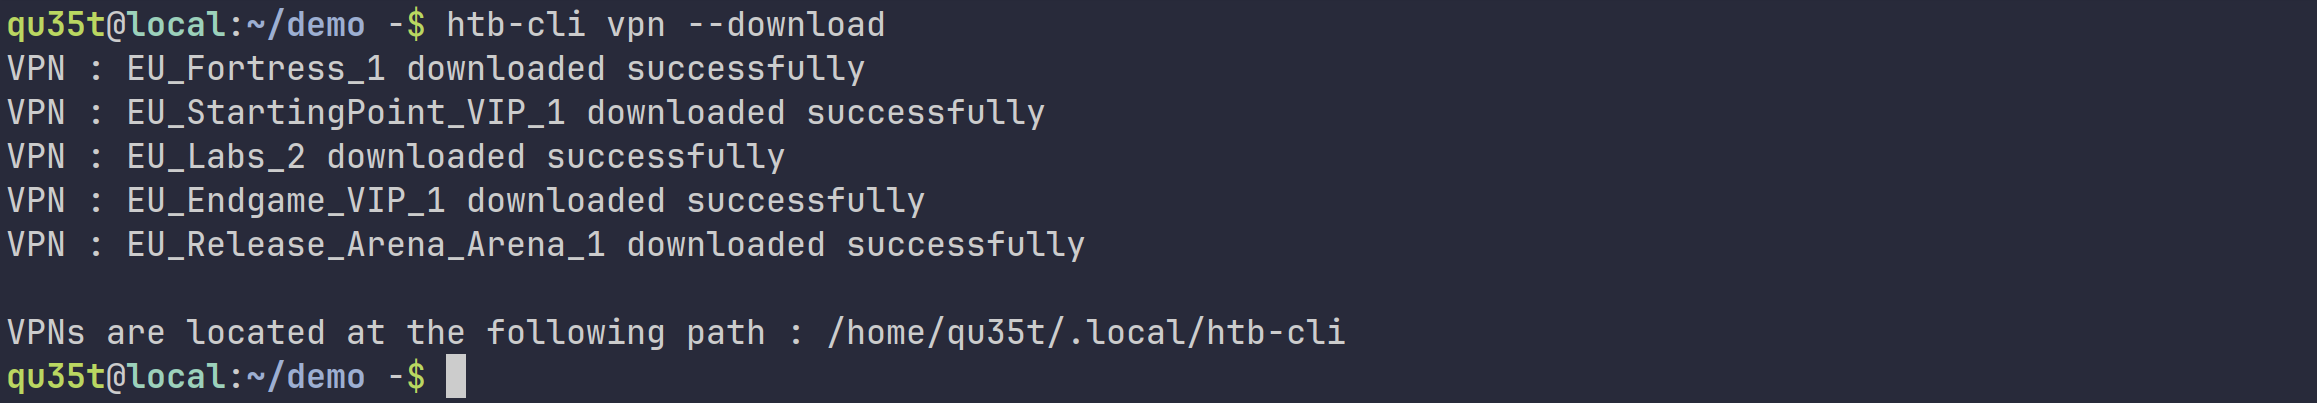 qu35t@local:~/demo -$ htb-cli vpn --download
VPN : EU_Fortress_1 downloaded successfully
VPN : EU_StartingPoint_VIP_1 downloaded successfully
VPN : EU_Labs_2 downloaded successfully
VPN : EU_Endgame_VIP_1 downloaded successfully
VPN : EU_Release_Arena_Arena_1 downloaded successfully
VPNs are located at the following path : /home/qu35t/.local/htb-cli
qu35t@local:~/demo -$